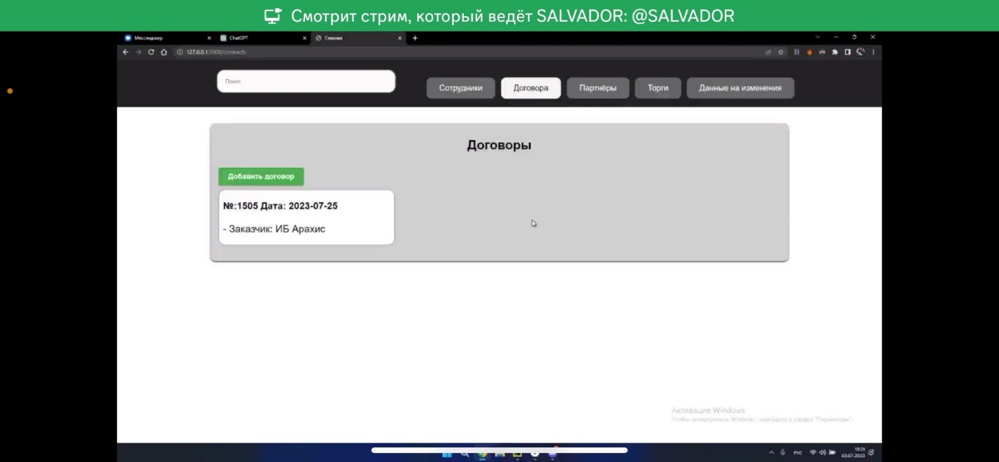 Смотрит стрим, который ведёт SALVADOR: @SALVADOR
Мессенджер
ChatGPT
Главная
127.0.0.1:5000/contracts
Поиск
Сотрудники
Договора
Партнёры
Торги
Данные на изменения
Договоры
Добавить договор
№:1505 Дата: 2023-07-25
- Заказчик: ИБ Арахис
Активация Windows
Чтобы активировать Windows, перейдите в раздел "Параметры".
РУС
19:23
03.07.2023